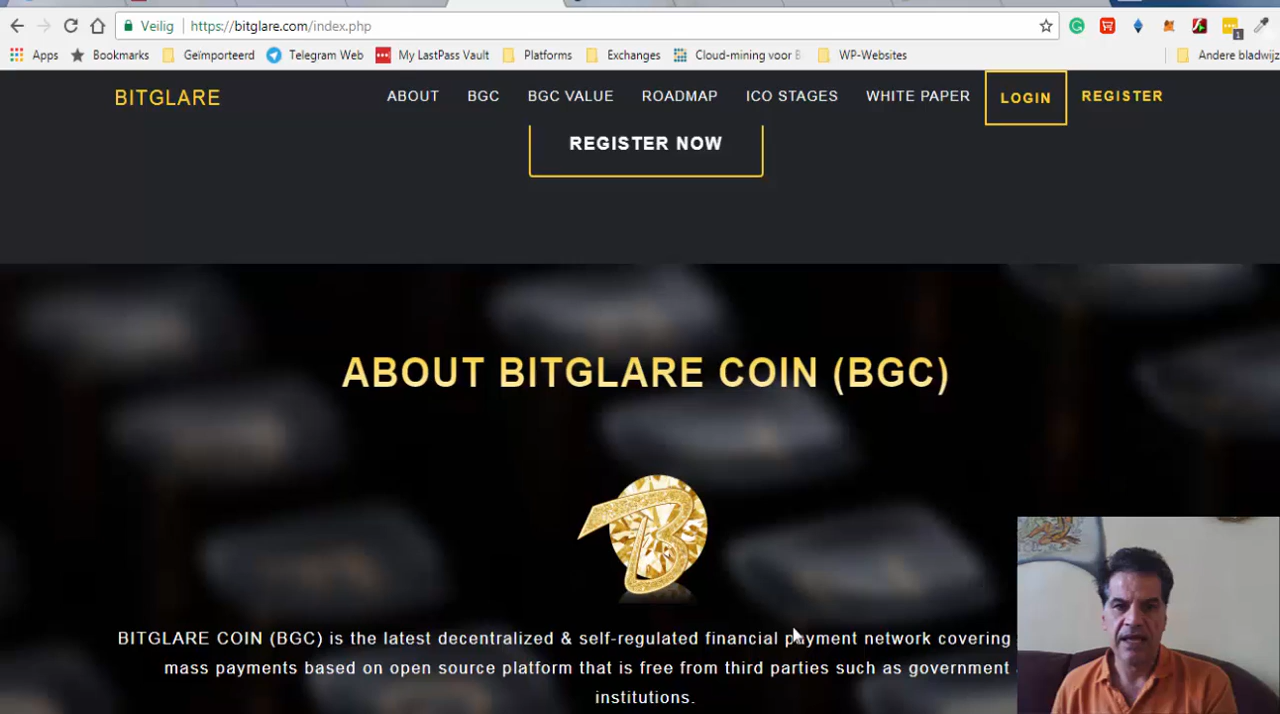 Veilig https://bitglare.com/index.php
1
Apps Bookmarks Geïmporteerd Telegram Web My LastPass Vault Platforms Exchanges Cloud-mining voor WP-Websites Andere bladwijz
BITGLARE ABOUT BGC BGC VALUE ROADMAP ICO STAGES WHITE PAPER LOGIN REGISTER
REGISTER NOW
ABOUT BITGLARE COIN (BGC)
B
BITGLARE COIN (BGC) is the latest decentralized & self-regulated financial payment network covering
mass payments based on open source platform that is free from third parties such as government
institutions.